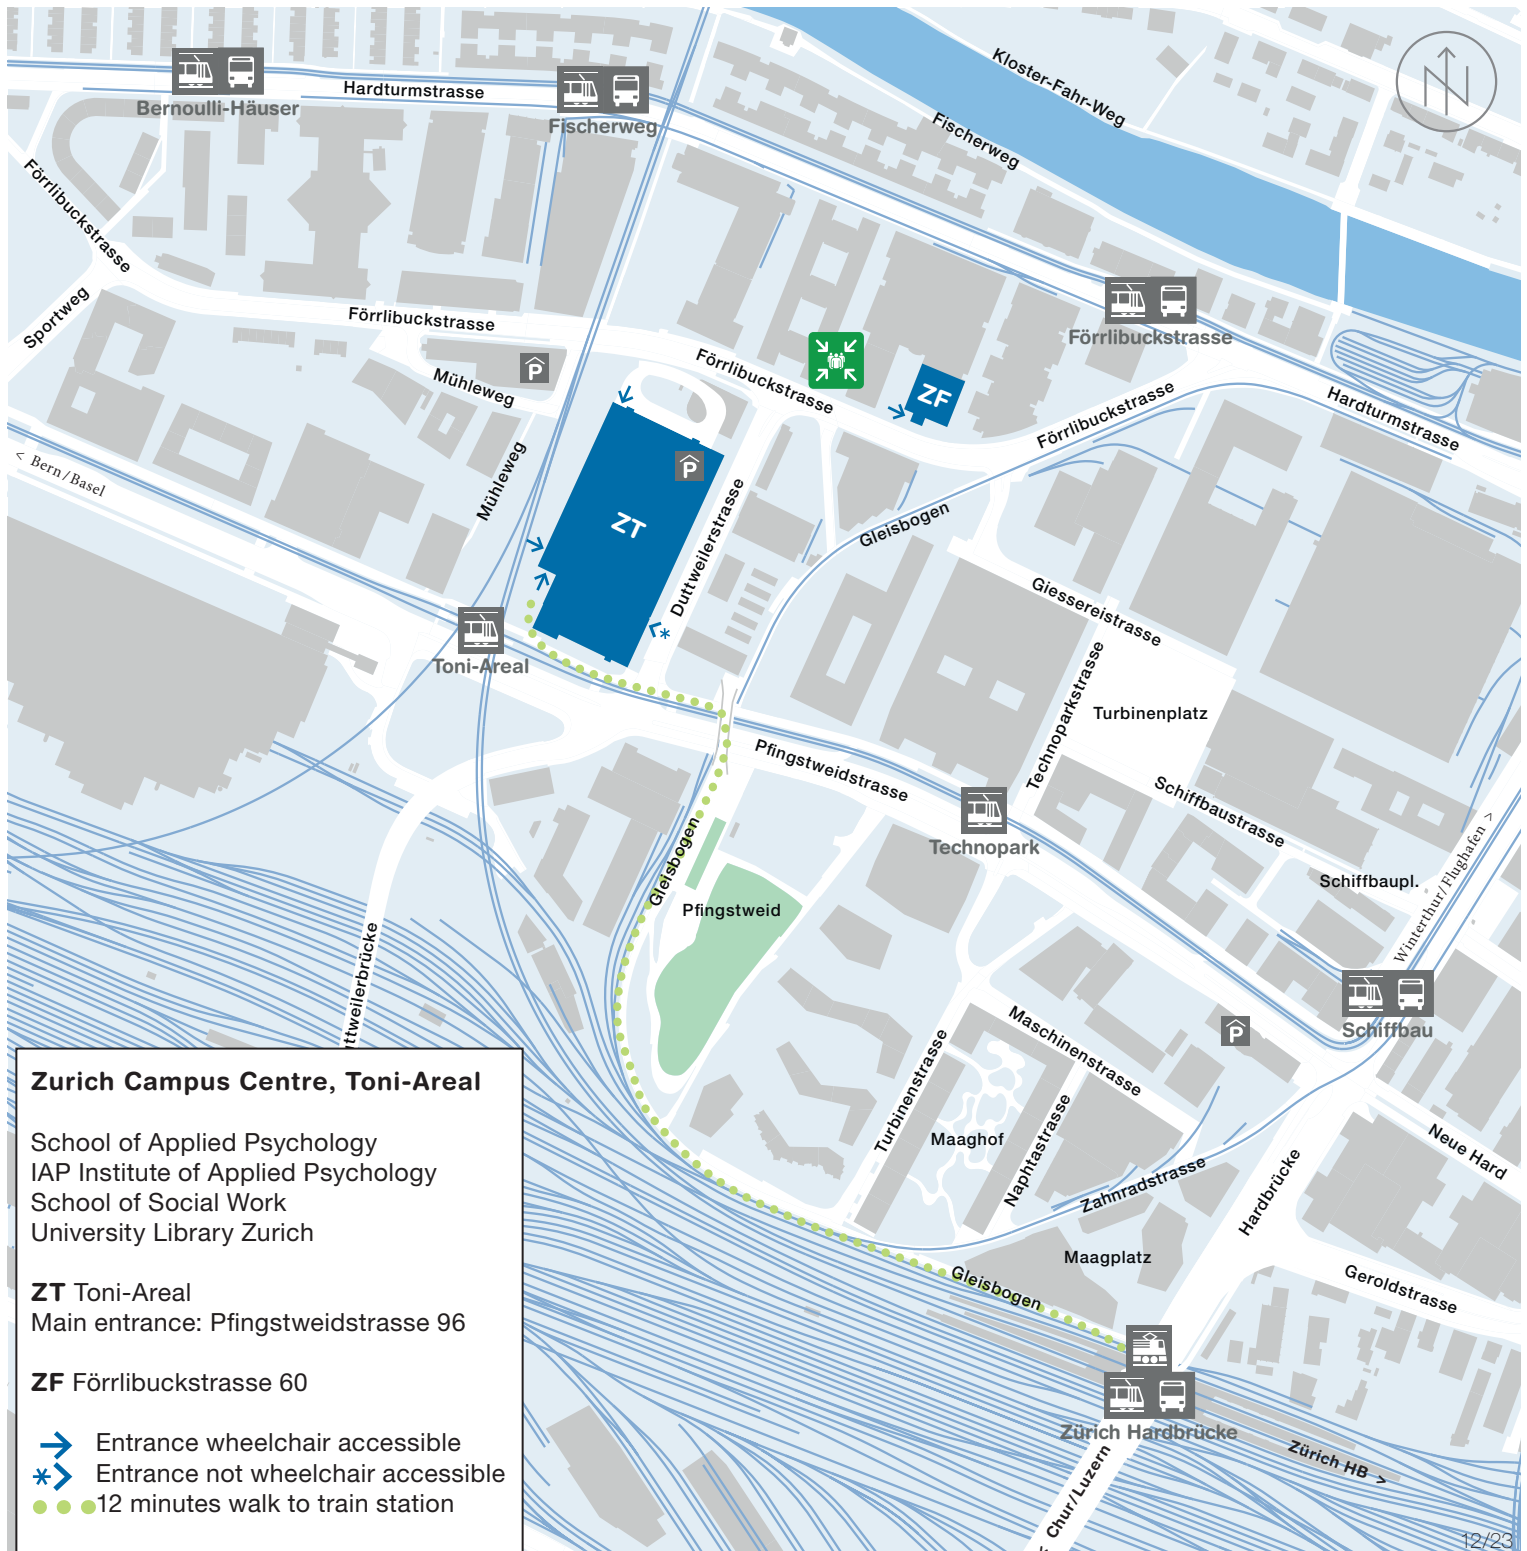 Bernoulli-Häuser
Hardturmstrasse
Fischerweg
Kloster-Fahr-Weg
Fischerweg
N
Förrlibuckstrasse
Sportweg
Förrlibuckstrasse
Mühleweg
P
Förrlibuckstrasse
ZF
Förrlibuckstrasse
Förrlibuckstrasse
Hardturmstrasse
< Bern/Basel
Mühleweg
P
ZT
Duttweilerstrasse
Gleisbogen
Giessereistrasse
*
Toni-Areal
Technoparkstrasse
Turbinenplatz
Pfingstweidstrasse
Schiffbaustrasse
Technopark
Gleisbogen
Pfingstweid
Schiffbaupl.
Winterthur/Flughafen >
ttweilerbrücke
Schiffbau
P
Maschinenstrasse
Turbinenstrasse
Maaghof
Naphtastrasse
Zahnradstrasse
Neue Hard
Hardbrücke
Maagplatz
Gleisbogen
Geroldstrasse
Zürich Hardbrücke
Zürich HB >
< Chur/Luzern
Zurich Campus Centre, Toni-Areal
School of Applied Psychology
IAP Institute of Applied Psychology
School of Social Work
University Library Zurich
ZT Toni-Areal
Main entrance: Pfingstweidstrasse 96
ZF Förrlibuckstrasse 60
Entrance wheelchair accessible
* Entrance not wheelchair accessible
12 minutes walk to train station
12/23